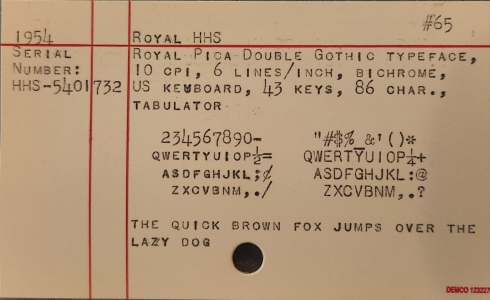 #65
1954 ROYAL HHS
SERIAL ROYAL PICA DOUBLE GOTHIC TYPEFACE,
NUMBER: 10 CPI, 6 LINES/INCH, BICHROME,
HHS-5401732 US KEWBOARD, 43 KEYS, 86 CHAR.,
TABULATOR
234567890- "#$%_&'()*
QWERTYUIOP½= QWERTYUIOP¼+
ASDFGHJKL;¢ ASDFGHJKL:@
ZXCVBNM,./ ZXCVBNM,.?
THE QUICK BROWN FOX JUMPS OVER THE
LAZY DOG
DEMCO 123227